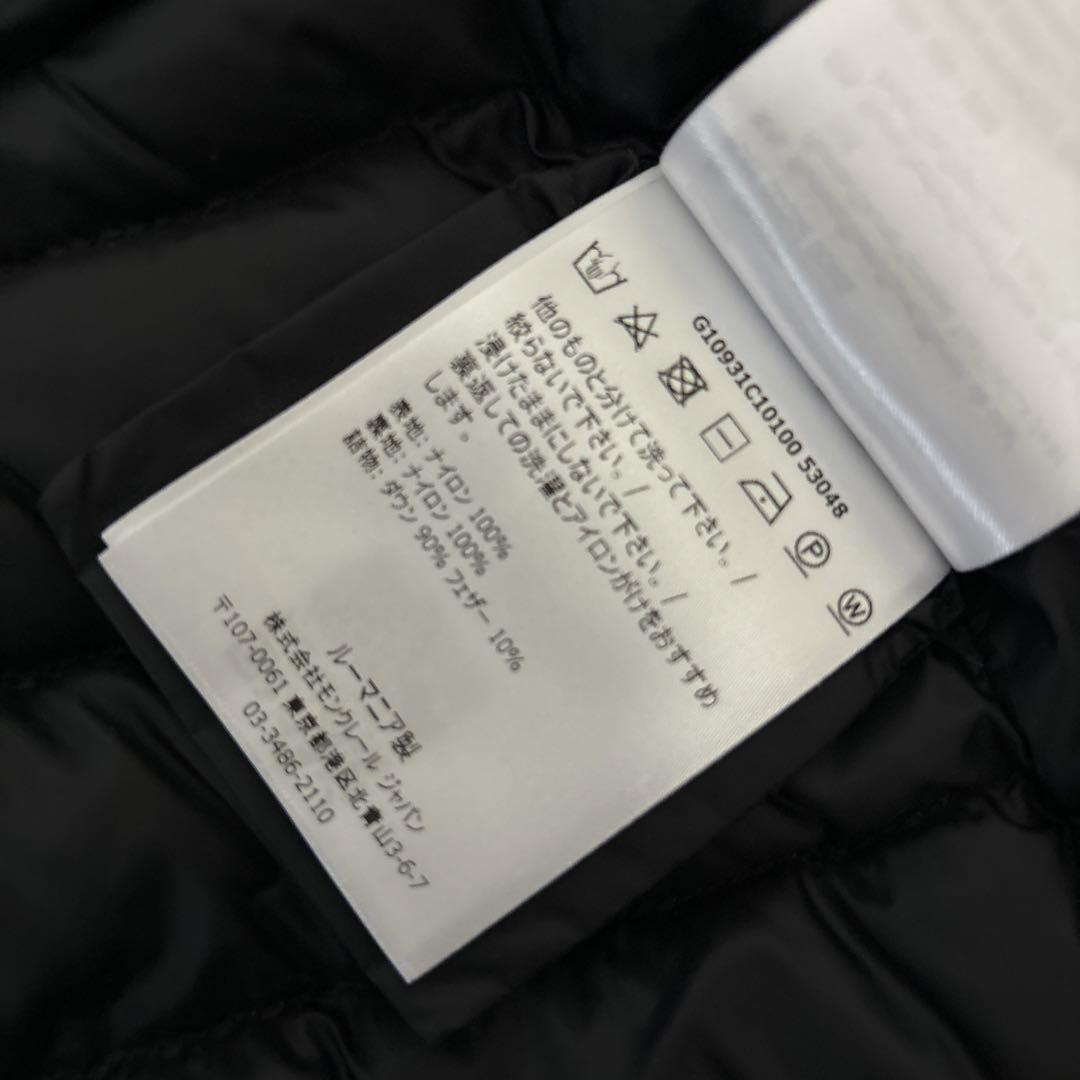 G10931C10100 53048
P
W
他のものと分けて洗って下さい。/
絞らないで下さい。/
浸けたままにしないで下さい。/
裏返しての洗濯とアイロンがけをおすすめ
します。
表地: ナイロン 100%
裏地: ナイロン 100%
詰物: ダウン 90% フェザー 10%
ルーマニア製
株式会社モンクレール ジャパン
〒107-0061 東京都港区北青山3-6-7
03-3486-2110